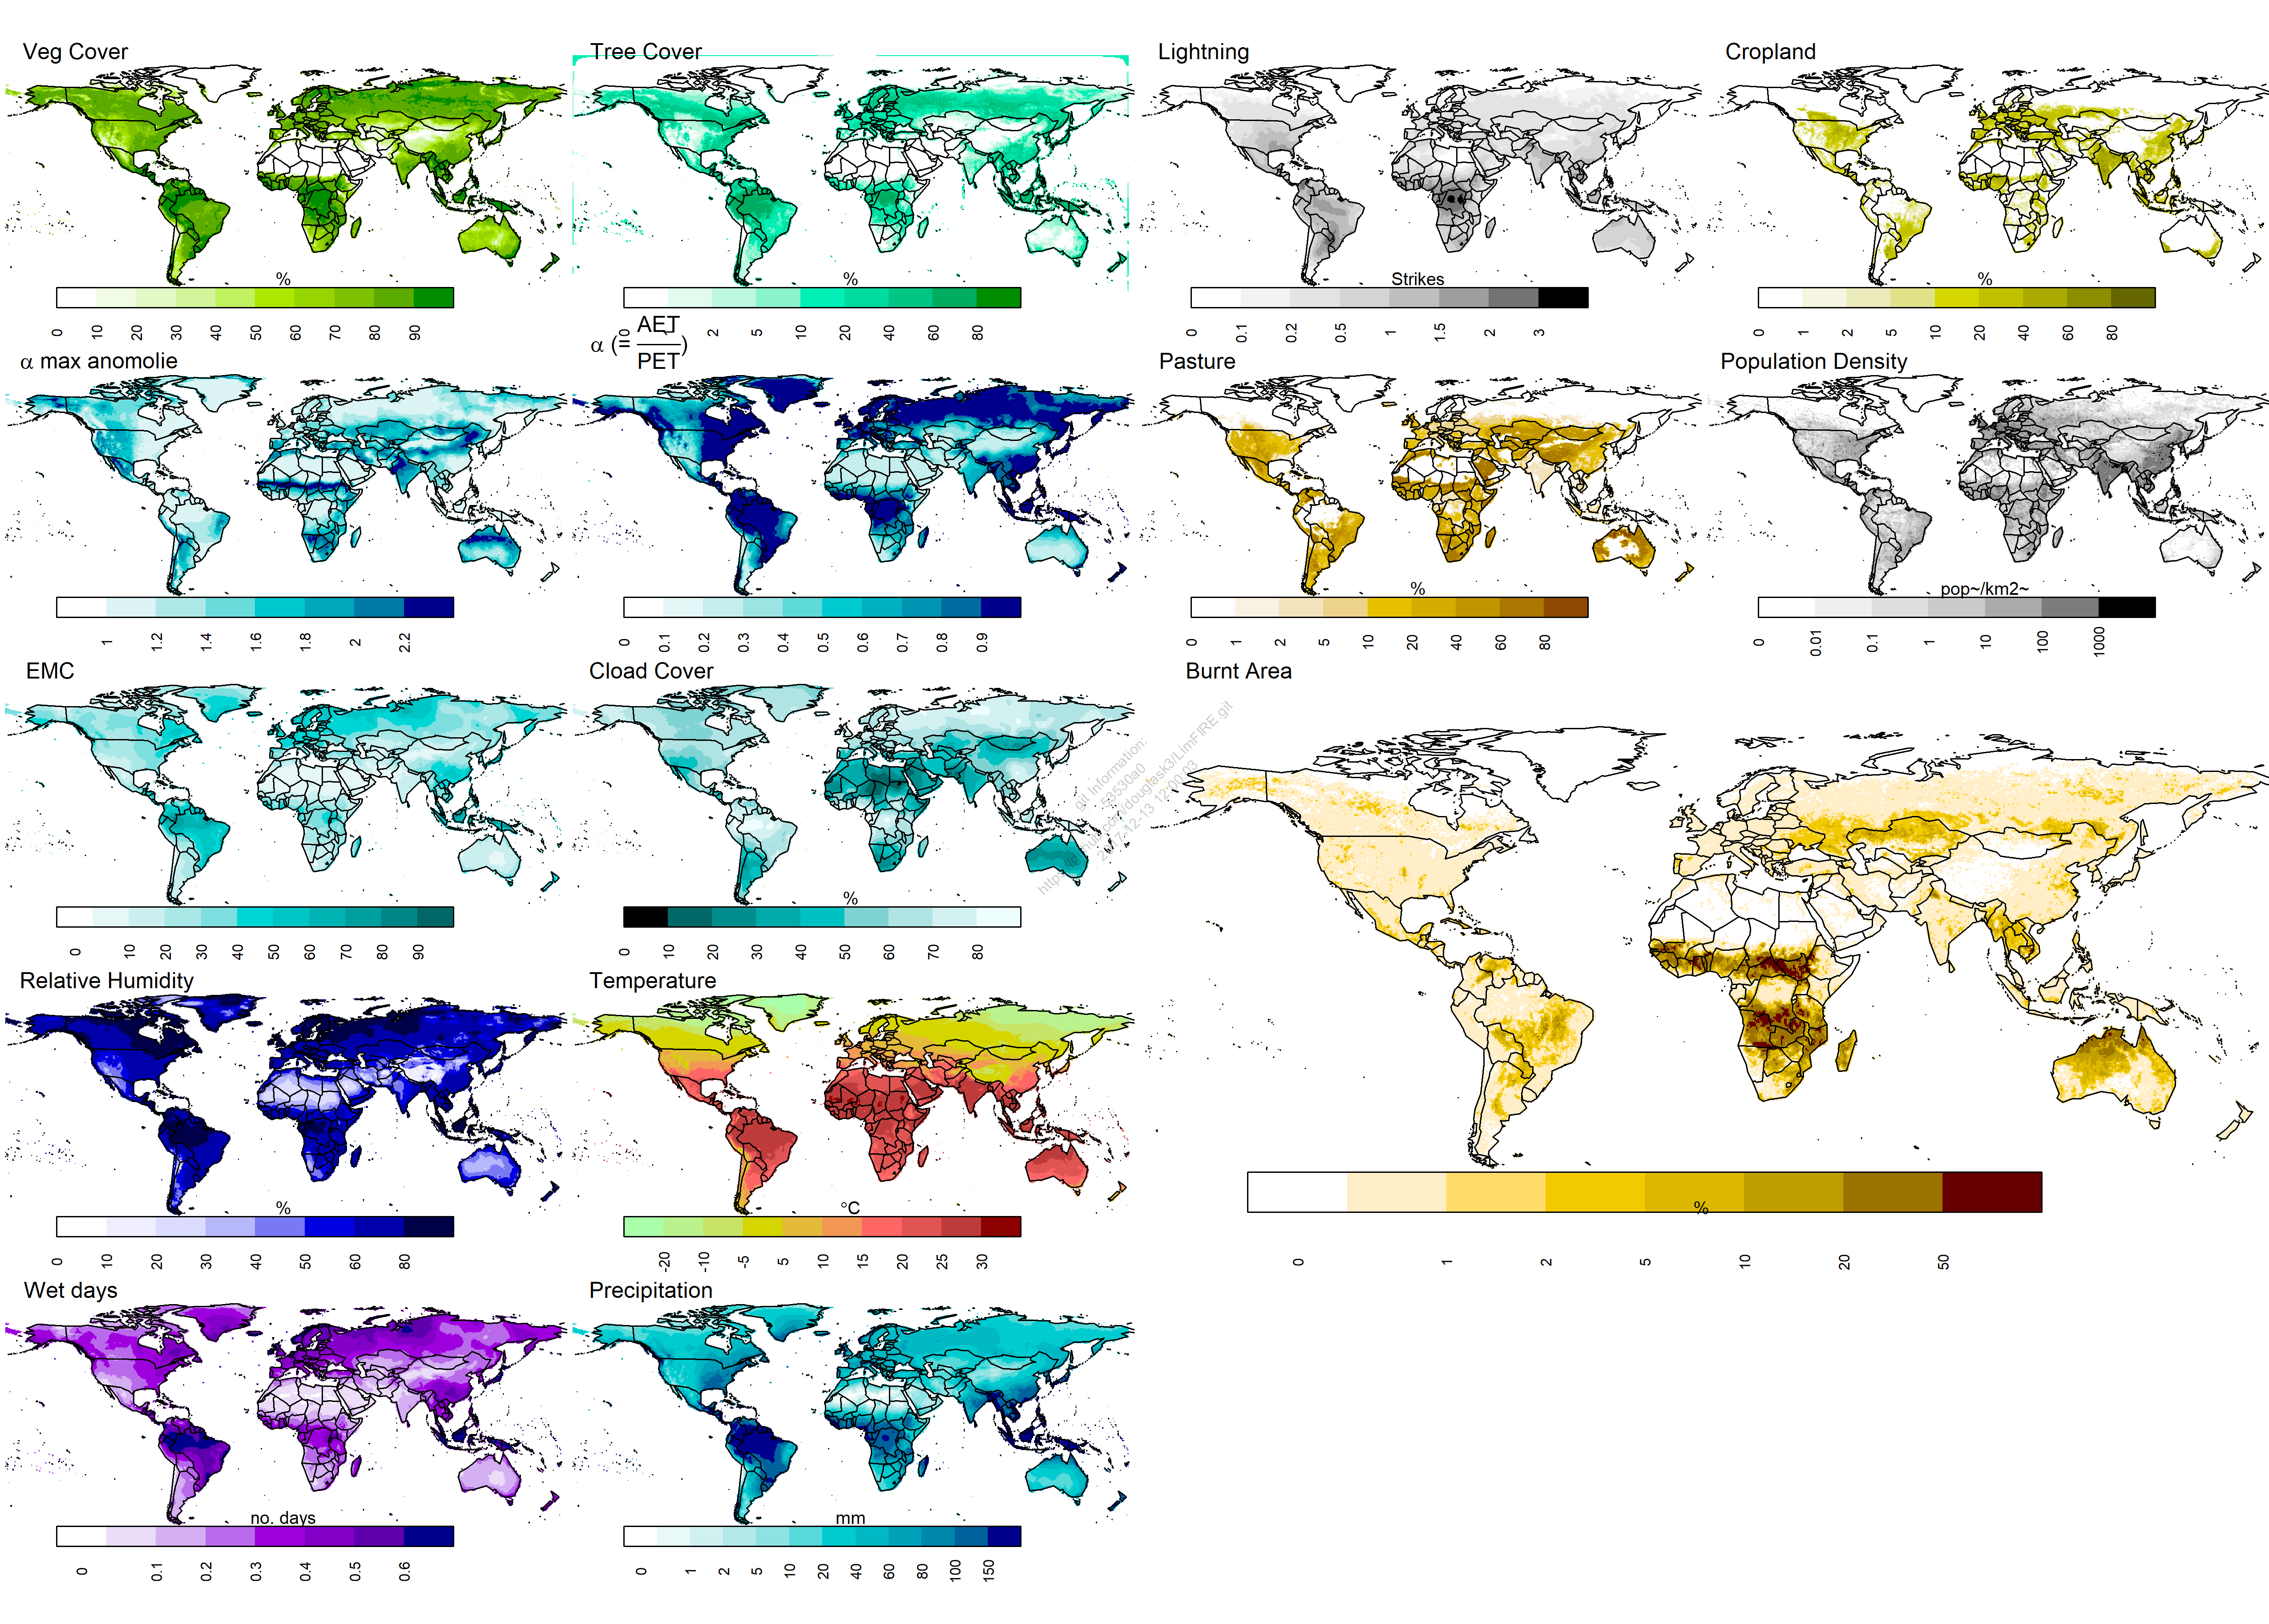 Veg Cover
%
0 10 20 30 40 50 60 70 80 90
Tree Cover
%
0 1 2 5 10 20 40 60 80
Lightning
Strikes
0 0.1 0.2 0.5 1 1.5 2 3
Cropland
%
0 1 2 5 10 20 40 60 80
α max anomolie
1 1.2 1.4 1.6 1.8 2 2.2
α (= AET
PET)
0 0.1 0.2 0.3 0.4 0.5 0.6 0.7 0.8 0.9
Pasture
%
0 1 2 5 10 20 40 60 80
Population Density
pop~/km2~
0 0.01 0.1 1 10 100 1000
EMC
0 10 20 30 40 50 60 70 80 90
Cload Cover
%
0 10 20 30 40 50 60 70 80
git Information:
53530a0
2017-12-13 12:00:03
Burnt Area
%
0 1 2 5 10 20 50
Relative Humidity
%
0 10 20 30 40 50 60 80
Temperature
°C
-20 -10 -5 5 10 15 20 25 30
Wet days
no. days
0 0.1 0.2 0.3 0.4 0.5 0.6
Precipitation
mm
0 1 2 5 10 20 40 60 80 100 150